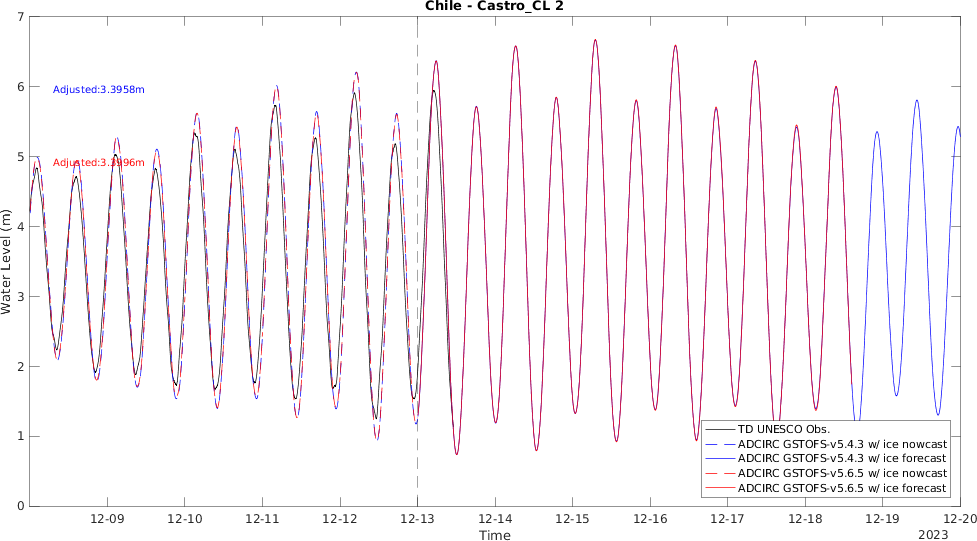 Chile - Castro_CL 2
7
6
5
4
3
2
1
0
Water Level (m)
Adjusted:3.3958m
Adjusted:3.3996m
12-09
12-10
12-11
12-12
12-13
12-14
12-15
12-16
12-17
12-18
12-19
12-20
Time
2023
TD UNESCO Obs.
ADCIRC GSTOFS-v5.4.3 w/ ice nowcast
ADCIRC GSTOFS-v5.4.3 w/ ice forecast
ADCIRC GSTOFS-v5.6.5 w/ ice nowcast
ADCIRC GSTOFS-v5.6.5 w/ ice forecast